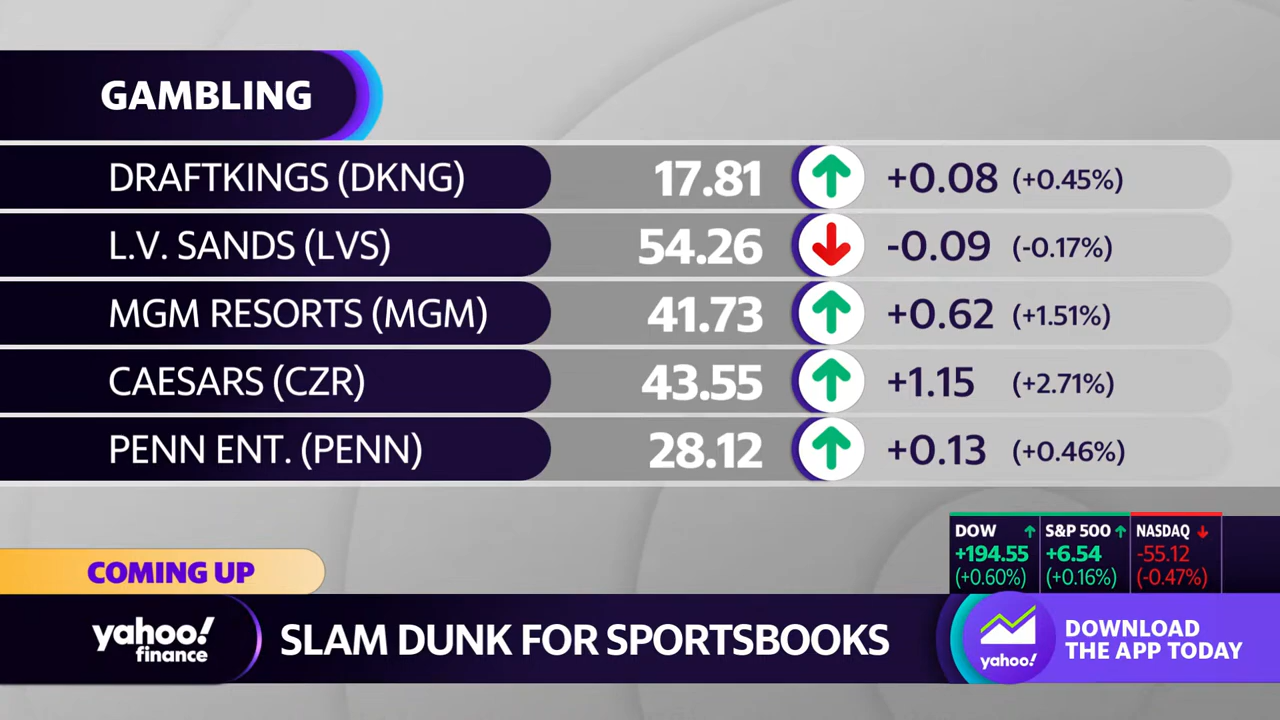 GAMBLING
DRAFTKINGS (DKNG) 17.81 +0.08 (+0.45%)
L.V. SANDS (LVS) 54.26 -0.09 (-0.17%)
MGM RESORTS (MGM) 41.73 +0.62 (+1.51%)
CAESARS (CZR) 43.55 +1.15 (+2.71%)
PENN ENT. (PENN) 28.12 +0.13 (+0.46%)
DOW S&P 500 NASDAQ
+194.55 +6.54 -55.12
(+0.60%) (+0.16%) (-0.47%)
COMING UP
yahoo!
finance
SLAM DUNK FOR SPORTSBOOKS
yahoo!
DOWNLOAD
THE APP TODAY